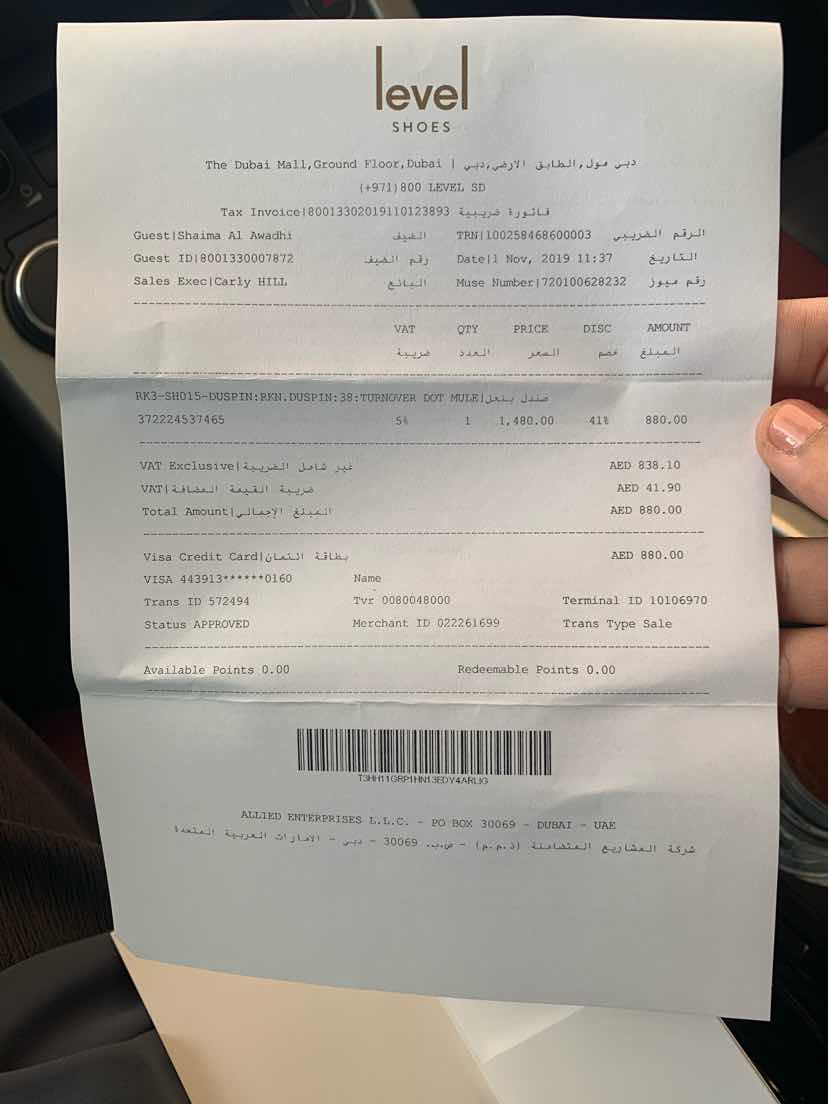 level
SHOES
The Dubai Mall,Ground Floor,Dubai | دبي مول,الطابق الارضي,دبي
(+971)800 LEVEL SD
Tax Invoice|80013302019110123893 فاتورة ضريبية
Guest|Shaima Al Awadhi الضيف TRN|100258468600003 الرقم الضريبي
Guest ID|8001330007872 رقم الضيف Date|1 Nov, 2019 11:37 التاريخ
Sales Exec|Carly HILL البائع Muse Number|720100628232 رقم ميوز
VAT QTY PRICE DISC AMOUNT
ضريبة العدد السعر خصم المبلغ
RK3-SH015-DUSPIN:RKN.DUSPIN:38:TURNOVER DOT MULE|صندل بنعل
372224537465 5% 1 1,480.00 41% 880.00
VAT Exclusive|غير شامل الضريبة AED 838.10
VAT|ضريبة القيمة المضافة AED 41.90
Total Amount|المبلغ الإجمالي AED 880.00
Visa Credit Card|بطاقة ائتمان AED 880.00
VISA 443913******0160 Name
Trans ID 572494 Tvr 0080048000 Terminal ID 10106970
Status APPROVED Merchant ID 022261699 Trans Type Sale
Available Points 0.00 Redeemable Points 0.00
T3HH11GRP1HN13EDY4ARLJG
ALLIED ENTERPRISES L.L.C. - PO BOX 30069 - DUBAI - UAE
شركة المشاريع المتضامنة (ذ.م.م) - ص.ب. 30069 - دبي - الامارات العربية المتحدة